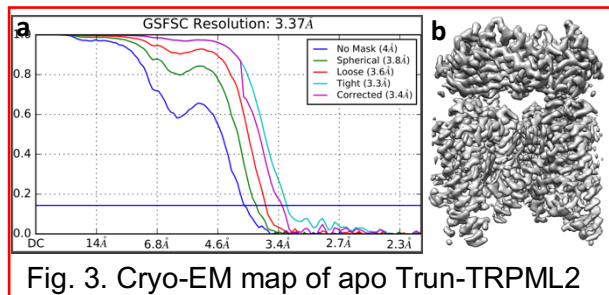 a
GSFSC Resolution: 3.37Å
b
1.0
0.8
0.6
0.4
0.2
0.0
No Mask (4Å)
Spherical (3.8Å)
Loose (3.6Å)
Tight (3.3Å)
Corrected (3.4Å)
DC 14Å 6.8Å 4.6Å 3.4Å 2.7Å 2.3Å
Fig. 3. Cryo-EM map of apo Trun-TRPML2